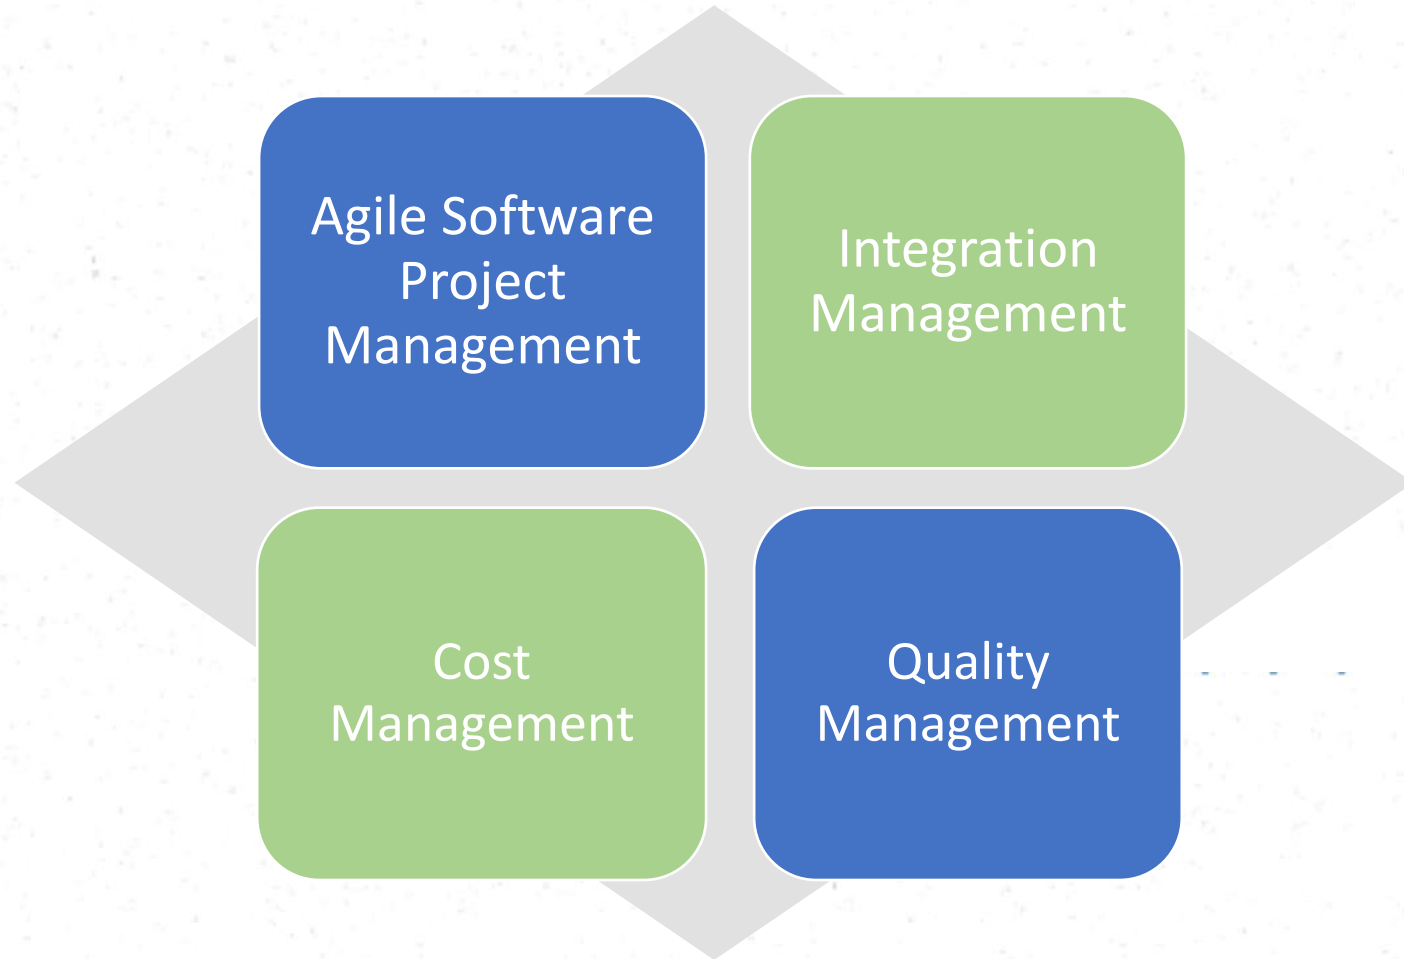 Agile Software
Project
Management
Integration
Management
Cost
Management
Quality
Management